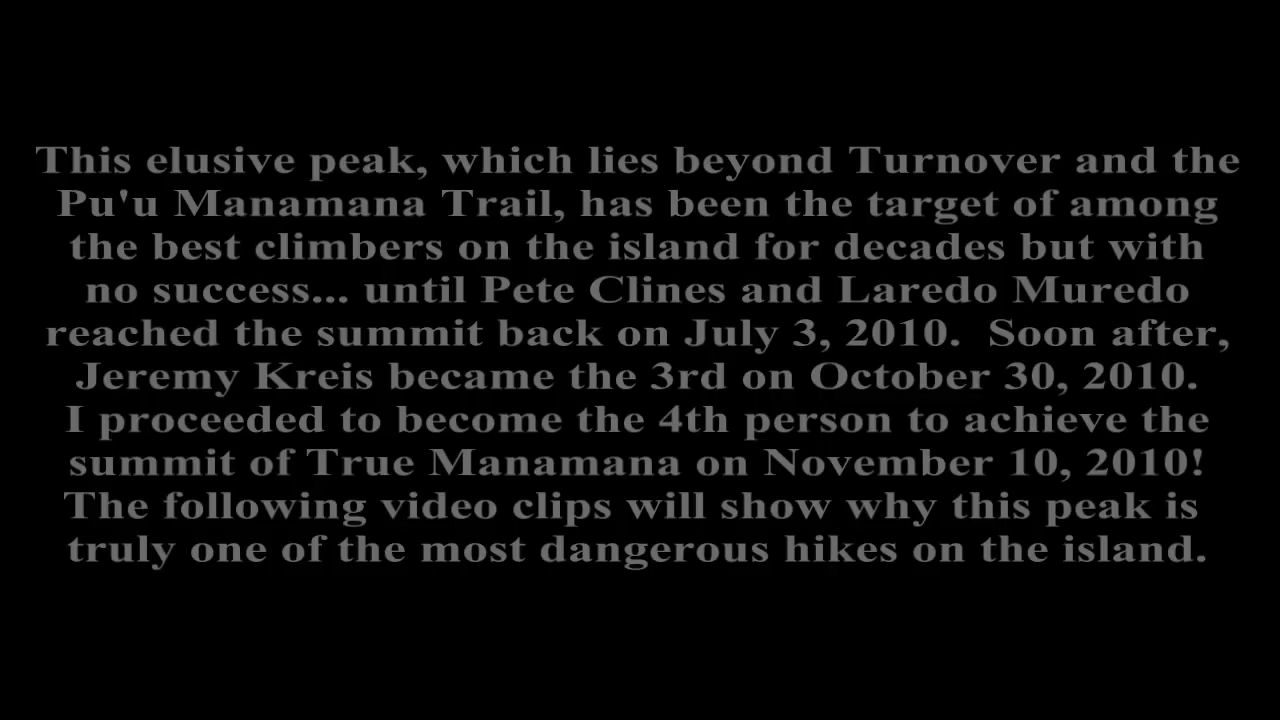 This elusive peak, which lies beyond Turnover and the
Pu'u Manamana Trail, has been the target of among
the best climbers on the island for decades but with
no success... until Pete Clines and Laredo Muredo
reached the summit back on July 3, 2010.  Soon after,
Jeremy Kreis became the 3rd on October 30, 2010.
I proceeded to become the 4th person to achieve the
summit of True Manamana on November 10, 2010!
The following video clips will show why this peak is
truly one of the most dangerous hikes on the island.